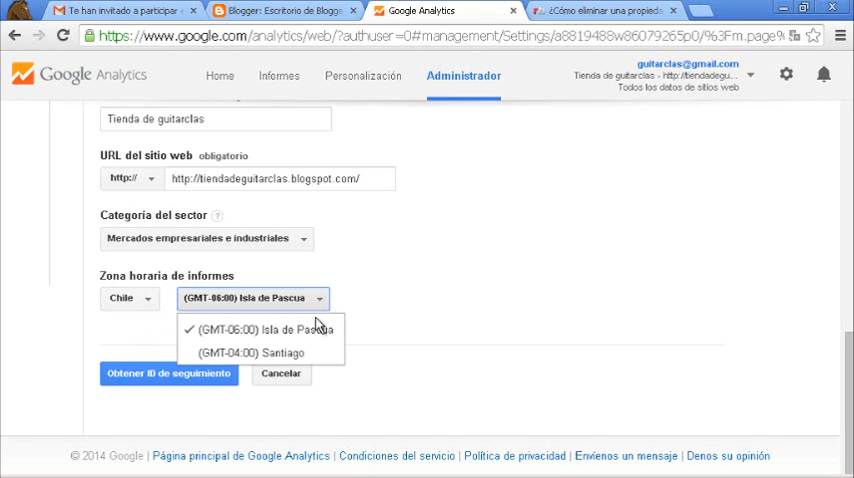 Te han invitado a participar
Blogger: Escritorio de Blogge
Google Analytics
¿Cómo eliminar una propieda
https://www.google.com/analytics/web/?authuser=0#management/Settings/a8819488w86079265p0/%3Fm.page%
Google Analytics
Home
Informes
Personalización
Administrador
guitarclas@gmail.com
Tienda de guitarclas - http://tiendadegu...
Todos los datos de sitios web
Tienda de guitarclas
URL del sitio web obligatorio
http://
http://tiendadeguitarclas.blogspot.com/
Categoría del sector ?
Mercados empresariales e industriales
Zona horaria de informes
Chile
(GMT-06:00) Isla de Pascua
(GMT-06:00) Isla de Pascua
(GMT-04:00) Santiago
Obtener ID de seguimiento
Cancelar
© 2014 Google | Página principal de Google Analytics | Condiciones del servicio | Política de privacidad | Envíenos un mensaje | Denos su opinión